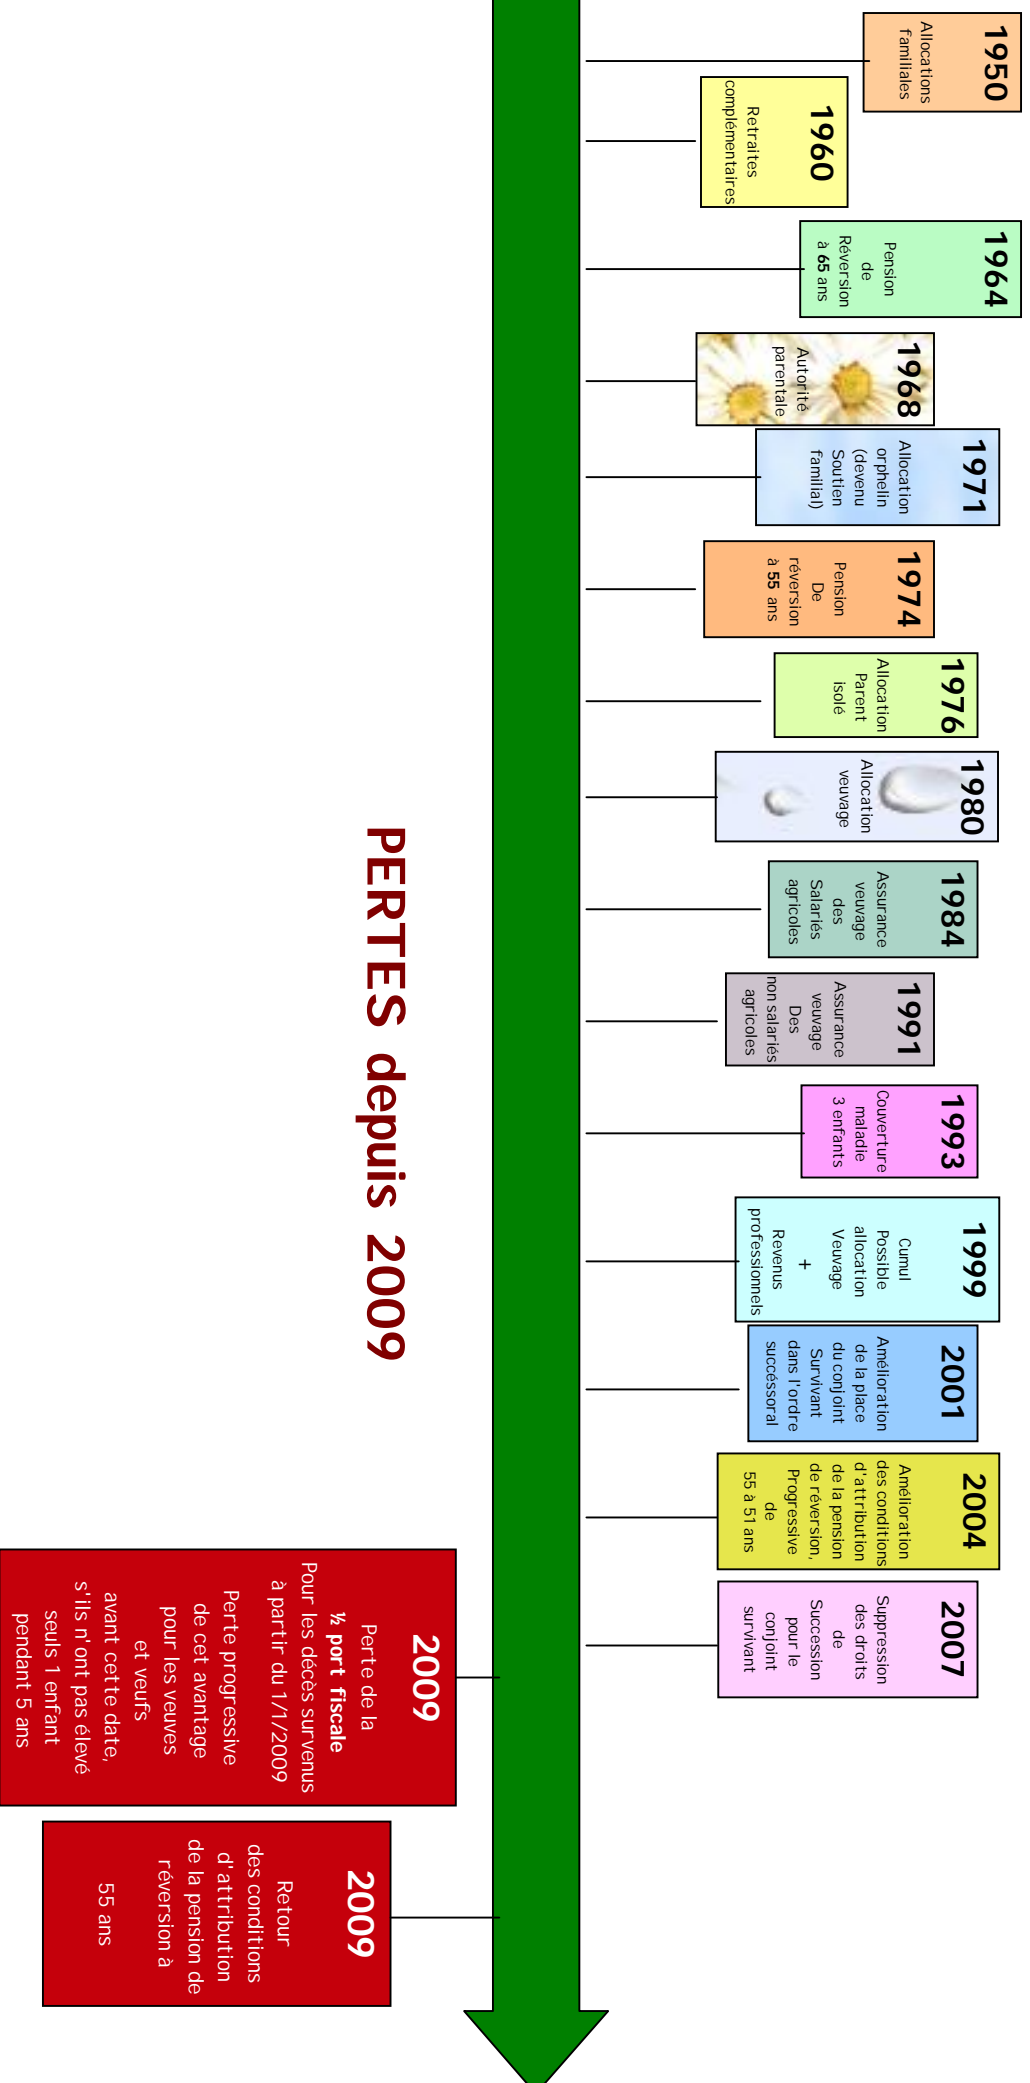 1950
Allocations
familiales
1960
Retraites
complémentaires
1964
Pension
de
Réversion
à 65 ans
1968
Autorité
parentale
1971
Allocation
orphelin
(devenu
Soutien
familial)
1974
Pension
De
réversion
à 55 ans
1976
Allocation
Parent
isolé
1980
Allocation
veuvage
1984
Assurance
veuvage
des
Salariés
agricoles
1991
Assurance
veuvage
Des
non salariés
agricoles
1993
Couverture
maladie
3 enfants
1999
Cumul
Possible
allocation
Veuvage
+
Revenus
professionnels
2001
Amélioration
de la place
du conjoint
Survivant
dans l'ordre
succéssoral
2004
Amélioration
des conditions
d'attribution
de la pension
de réversion,
Progressive
de
55 à 51 ans
2007
Suppression
des droits
de
Succession
pour le
conjoint
survivant
PERTES depuis 2009
2009
Perte de la
½ port fiscale
Pour les décès survenus
à partir du 1/1/2009
Perte progressive
de cet avantage
pour les veuves
et veufs
avant cette date,
s'ils n'ont pas élevé
seuls 1 enfant
pendant 5 ans
2009
Retour
des conditions
d'attribution
de la pension de
réversion à
55 ans